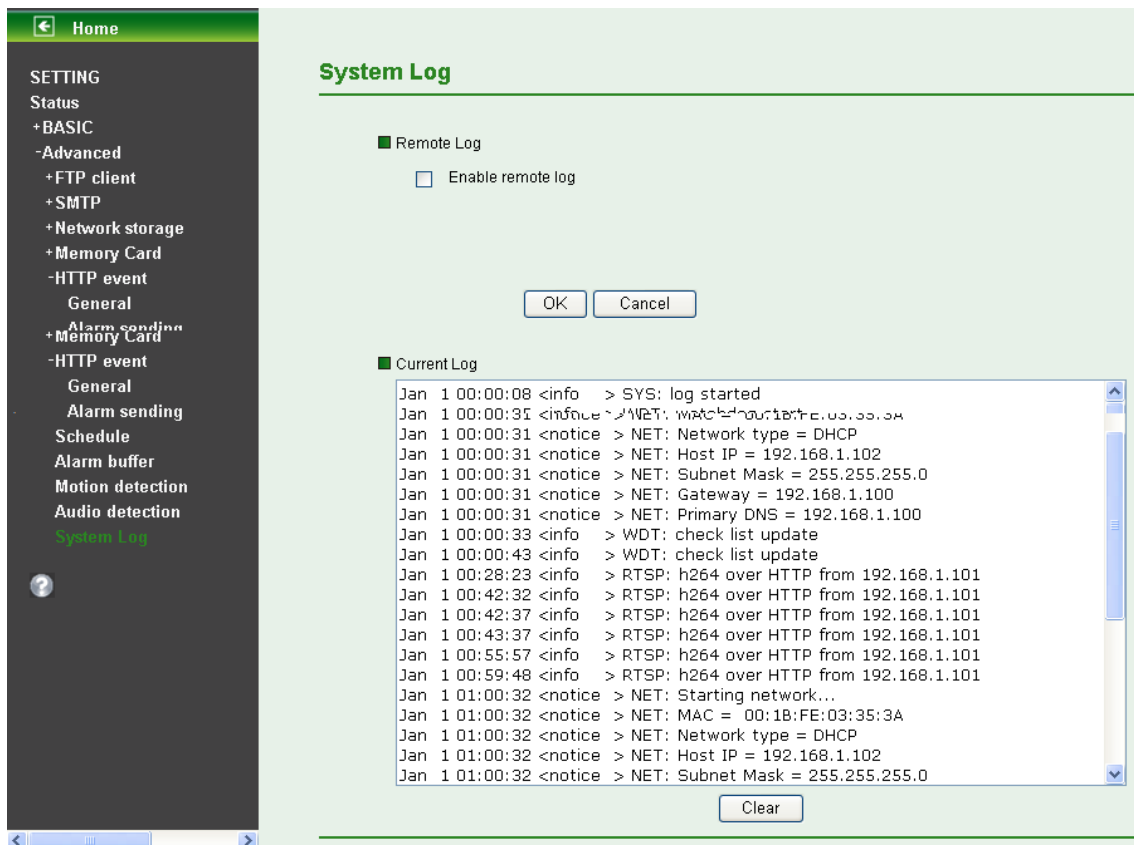 Home
SETTING
Status
+BASIC
-Advanced
+FTP client
+SMTP
+Network storage
+Memory Card
-HTTP event
General
Alarm sending
+Memory Card
-HTTP event
General
Alarm sending
Schedule
Alarm buffer
Motion detection
Audio detection
System Log
System Log
Remote Log
Enable remote log
OK Cancel
Current Log
Jan 1 00:00:08 <info > SYS: log started
Jan 1 00:00:31
Jan 1 00:00:31 <notice > NET: Network type = DHCP
Jan 1 00:00:31 <notice > NET: Host IP = 192.168.1.102
Jan 1 00:00:31 <notice > NET: Subnet Mask = 255.255.255.0
Jan 1 00:00:31 <notice > NET: Gateway = 192.168.1.100
Jan 1 00:00:31 <notice > NET: Primary DNS = 192.168.1.100
Jan 1 00:00:33 <info > WDT: check list update
Jan 1 00:00:43 <info > WDT: check list update
Jan 1 00:28:23 <info > RTSP: h264 over HTTP from 192.168.1.101
Jan 1 00:42:32 <info > RTSP: h264 over HTTP from 192.168.1.101
Jan 1 00:42:37 <info > RTSP: h264 over HTTP from 192.168.1.101
Jan 1 00:43:37 <info > RTSP: h264 over HTTP from 192.168.1.101
Jan 1 00:55:57 <info > RTSP: h264 over HTTP from 192.168.1.101
Jan 1 00:59:48 <info > RTSP: h264 over HTTP from 192.168.1.101
Jan 1 01:00:32 <notice > NET: Starting network...
Jan 1 01:00:32 <notice > NET: MAC = 00:1B:FE:03:35:3A
Jan 1 01:00:32 <notice > NET: Network type = DHCP
Jan 1 01:00:32 <notice > NET: Host IP = 192.168.1.102
Jan 1 01:00:32 <notice > NET: Subnet Mask = 255.255.255.0
Clear